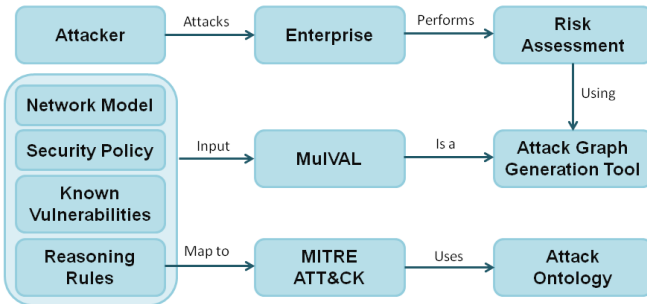 Attacker
Attacks
Enterprise
Performs
Risk
Assessment
Using
Network Model
Security Policy
Known
Vulnerabilities
Reasoning
Rules
Input
MulVAL
Is a
Attack Graph
Generation Tool
Map to
MITRE
ATT&CK
Uses
Attack
Ontology